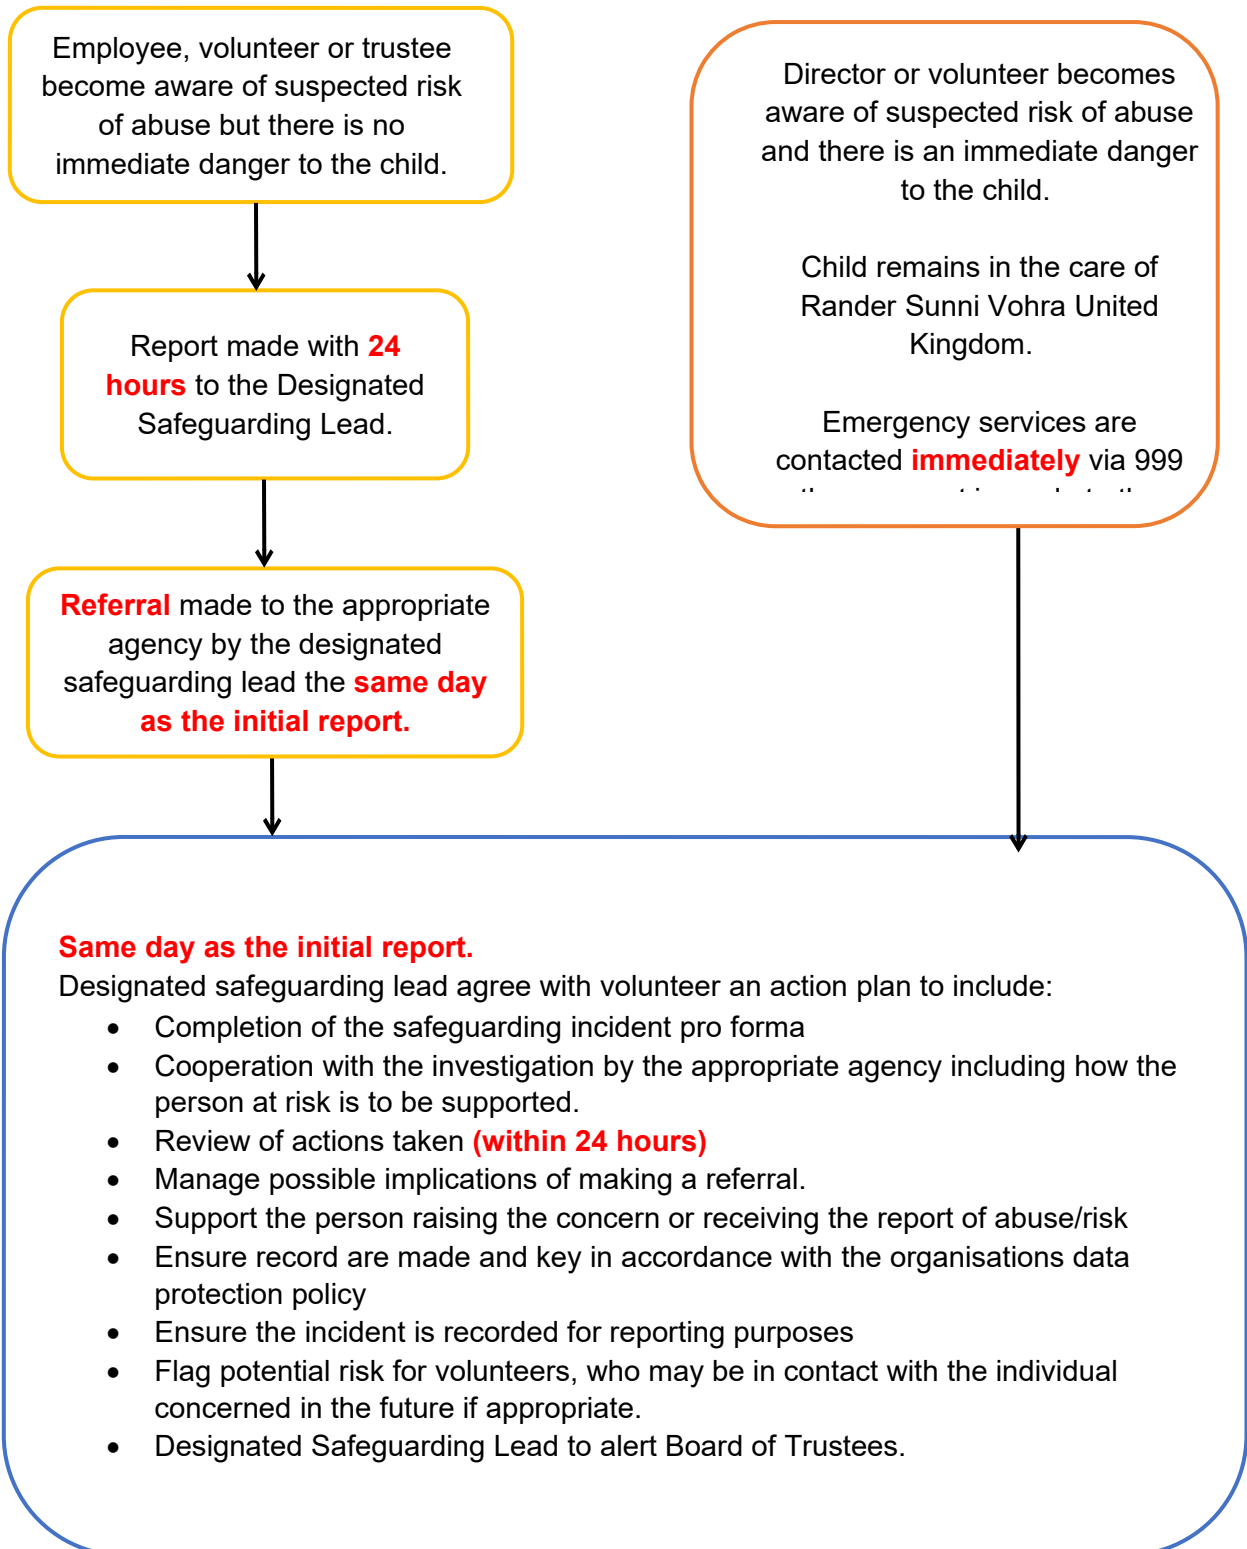 Employee, volunteer or trustee
become aware of suspected risk
of abuse but there is no
immediate danger to the child.
Report made with 24
hours to the Designated
Safeguarding Lead.
Referral made to the appropriate
agency by the designated
safeguarding lead the same day
as the initial report.
Director or volunteer becomes
aware of suspected risk of abuse
and there is an immediate danger
to the child.
Child remains in the care of
Rander Sunni Vohra United
Kingdom.
Emergency services are
contacted immediately via 999
Same day as the initial report.
Designated safeguarding lead agree with volunteer an action plan to include:
• Completion of the safeguarding incident pro forma
• Cooperation with the investigation by the appropriate agency including how the
person at risk is to be supported.
• Review of actions taken (within 24 hours)
• Manage possible implications of making a referral.
• Support the person raising the concern or receiving the report of abuse/risk
• Ensure record are made and key in accordance with the organisations data
protection policy
• Ensure the incident is recorded for reporting purposes
• Flag potential risk for volunteers, who may be in contact with the individual
concerned in the future if appropriate.
• Designated Safeguarding Lead to alert Board of Trustees.